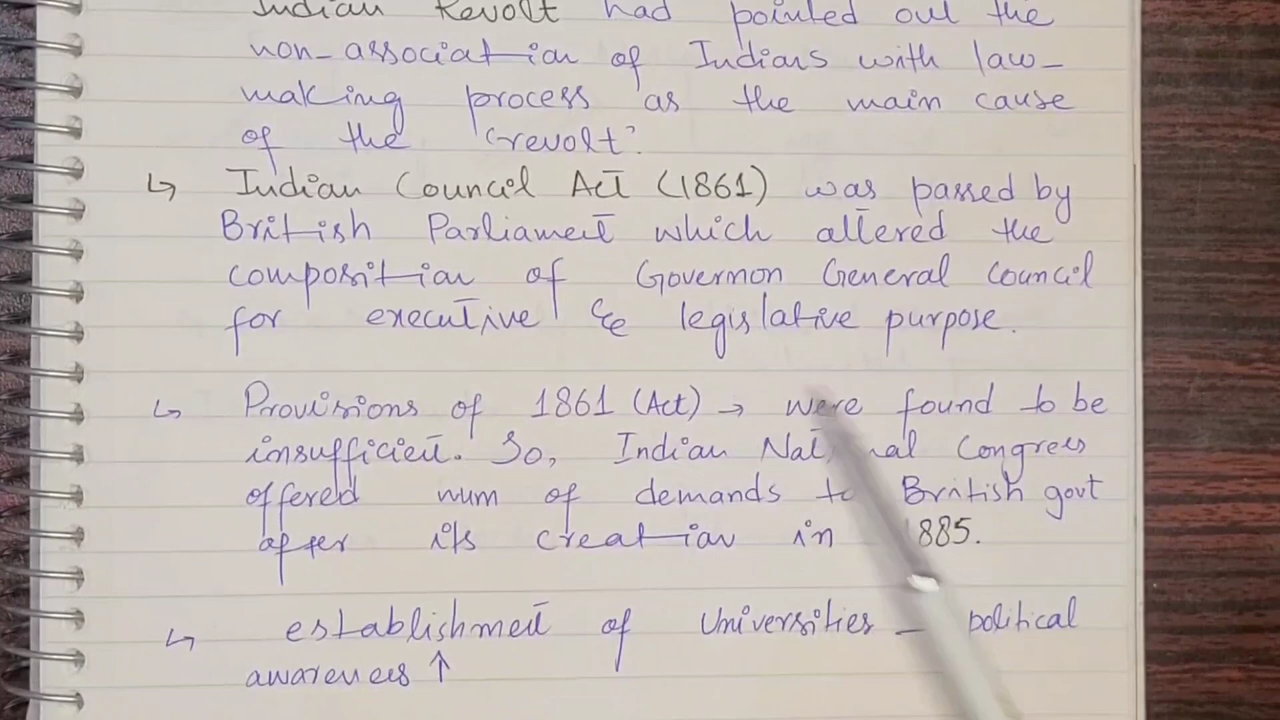 Indian Revolt had pointed out the
non-association of Indians with law-
making process as the main cause
of the revolt.
↳ Indian Council Act (1861) was passed by
British Parliament which altered the
composition of Governor General Council
for executive & legislative purpose.
↳ Provisions of 1861 (Act) → were found to be
insufficient. So, Indian National Congress
offered num of demands to British govt
after its creation in 1885.
↳ establishment of Universities - political
awareness ↑